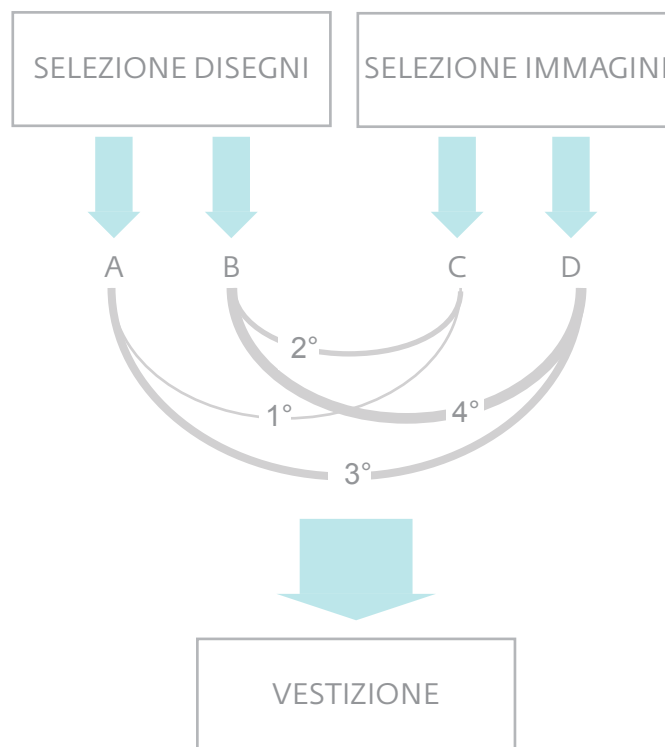 SELEZIONE DISEGNI
SELEZIONE IMMAGINI
A
B
C
D
2°
1°
4°
3°
VESTIZIONE